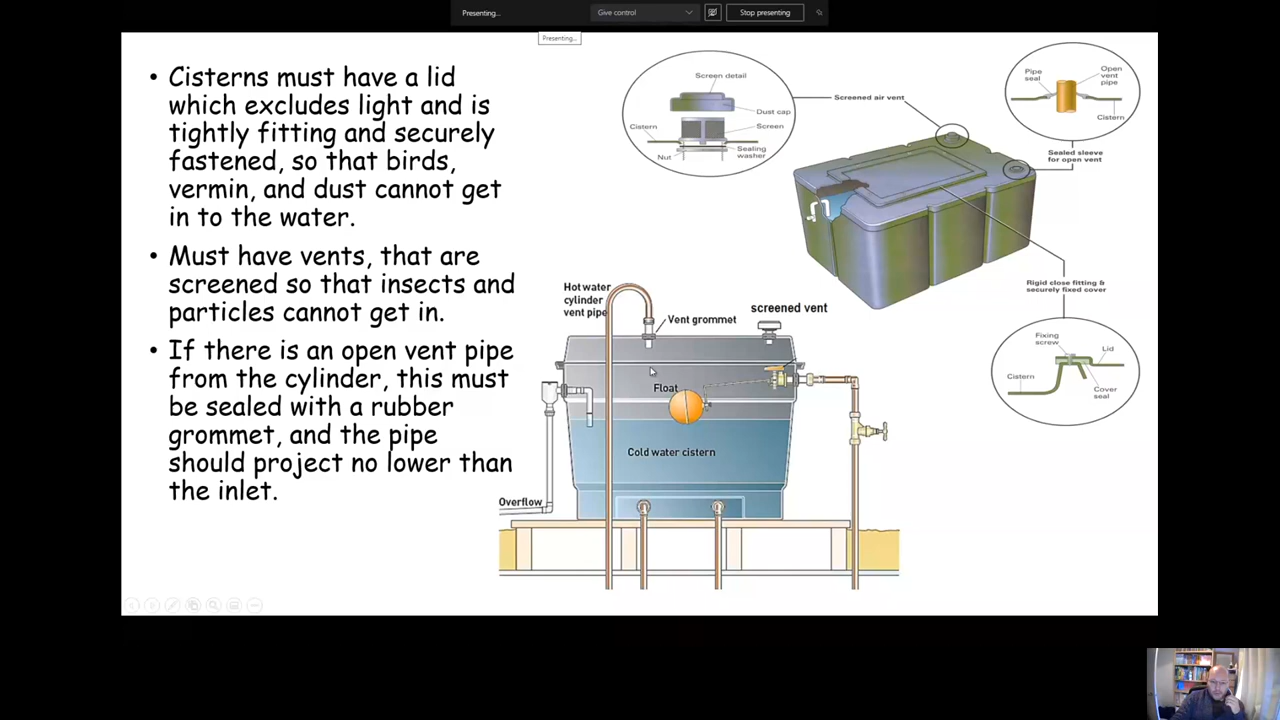 Presenting...
Give control
Stop presenting
Presenting...
• Cisterns must have a lid
which excludes light and is
tightly fitting and securely
fastened, so that birds,
vermin, and dust cannot get
in to the water.
• Must have vents, that are
screened so that insects and
particles cannot get in.
• If there is an open vent pipe
from the cylinder, this must
be sealed with a rubber
grommet, and the pipe
should project no lower than
the inlet.
Screen detail
Dust cap
Cistern
Screen
Nut
Sealing
washer
Screened air vent
Pipe
seal
Open
vent
pipe
Cistern
Sealed sleeve
for open vent
Rigid close fitting &
securely fixed cover
Fixing
screw
Lid
Cistern
Cover
seal
Hot water
cylinder
vent pipe
Vent grommet
screened vent
Float
Cold water cistern
Overflow